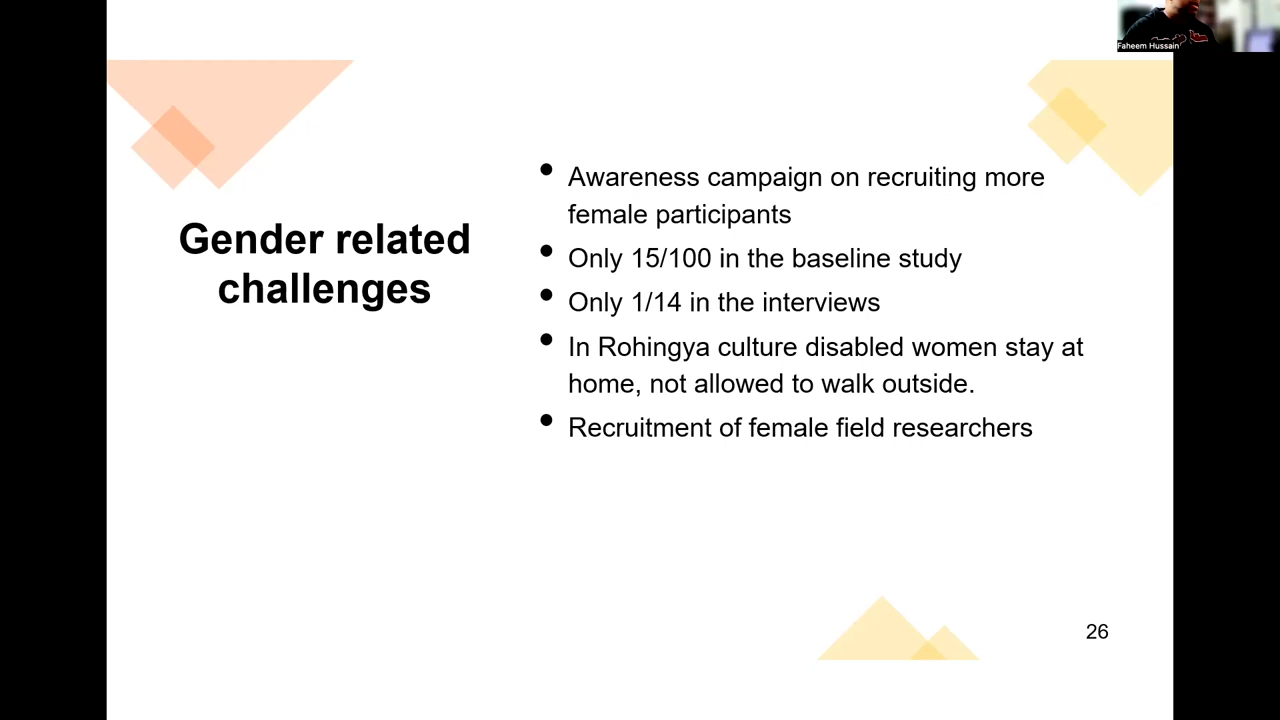 Faheem Hussain
Gender related
challenges
• Awareness campaign on recruiting more
female participants
• Only 15/100 in the baseline study
• Only 1/14 in the interviews
• In Rohingya culture disabled women stay at
home, not allowed to walk outside.
• Recruitment of female field researchers
26